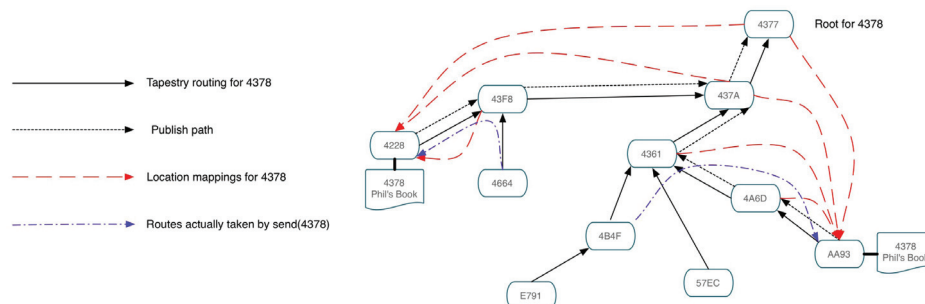 4377
Root for 4378
Tapestry routing for 4378
437A
43F8
Publish path
4228
4361
Location mappings for 4378
4378
Phil's Book
4664
4A6D
Routes actually taken by send(4378)
4B4F
AA93
4378
Phil's Book
57EC
E791